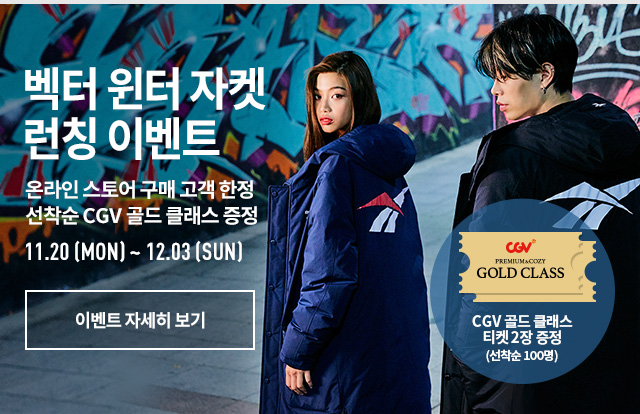 벡터 윈터 자켓
런칭 이벤트
온라인 스토어 구매 고객 한정
선착순 CGV 골드 클래스 증정
11.20 (MON) ~ 12.03 (SUN)
이벤트 자세히 보기
CGV
PREMIUM&COZY
GOLD CLASS
CGV 골드 클래스
티켓 2장 증정
(선착순 100명)